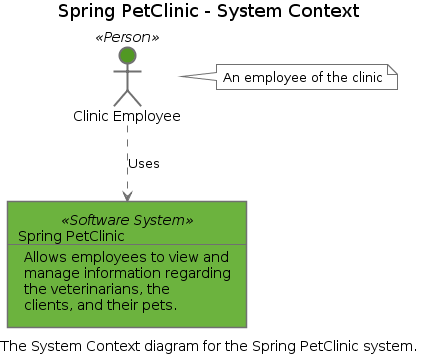 Spring PetClinic - System Context
«Person»
An employee of the clinic
Clinic Employee
Uses
«Software System»
Spring PetClinic
Allows employees to view and
manage information regarding
the veterinarians, the
clients, and their pets.
The System Context diagram for the Spring PetClinic system.